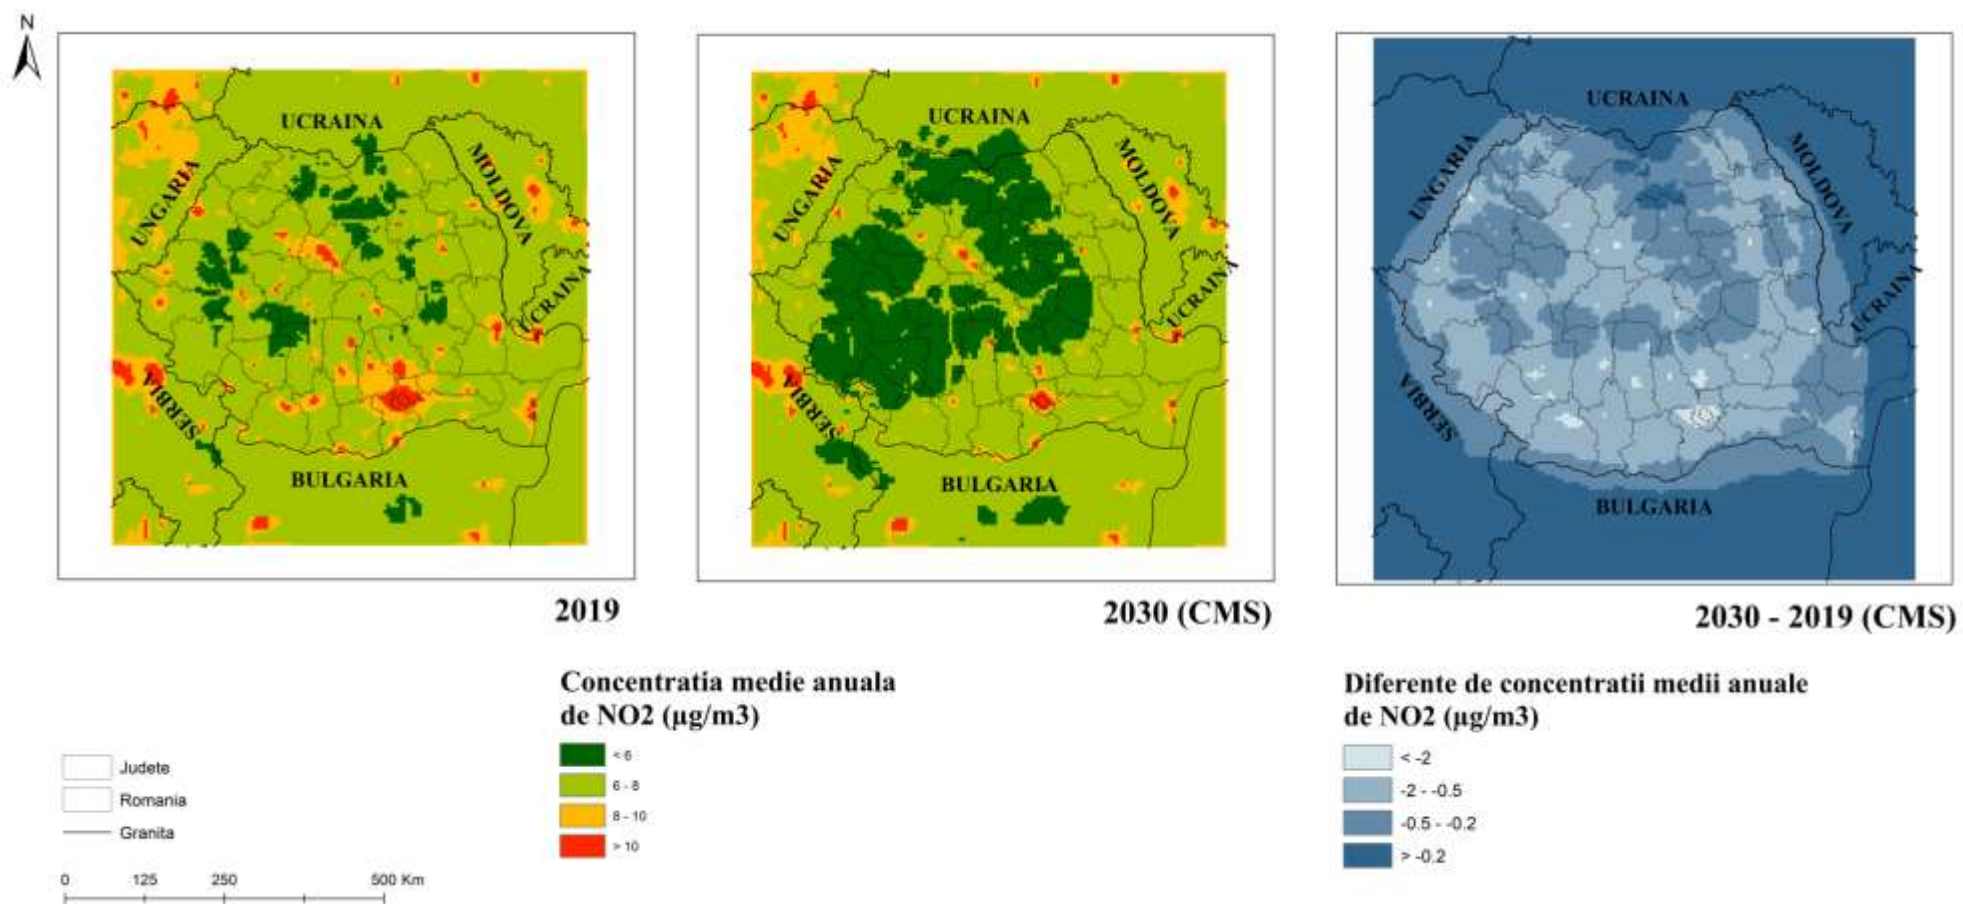 N
UCRAINA
UNGARIA
MOLDOVA
UCRAINA
SERBIA
BULGARIA
2019
UCRAINA
UNGARIA
MOLDOVA
UCRAINA
SERBIA
BULGARIA
2030 (CMS)
UCRAINA
UNGARIA
MOLDOVA
UCRAINA
SERBIA
BULGARIA
2030 - 2019 (CMS)
Judete
Romania
Granita
0 125 250 500 Km
Concentratia medie anuala
de NO2 (µg/m3)
< 6
6 - 8
8 - 10
> 10
Diferente de concentratii medii anuale
de NO2 (µg/m3)
< -2
-2 - -0.5
-0.5 - -0.2
> -0.2